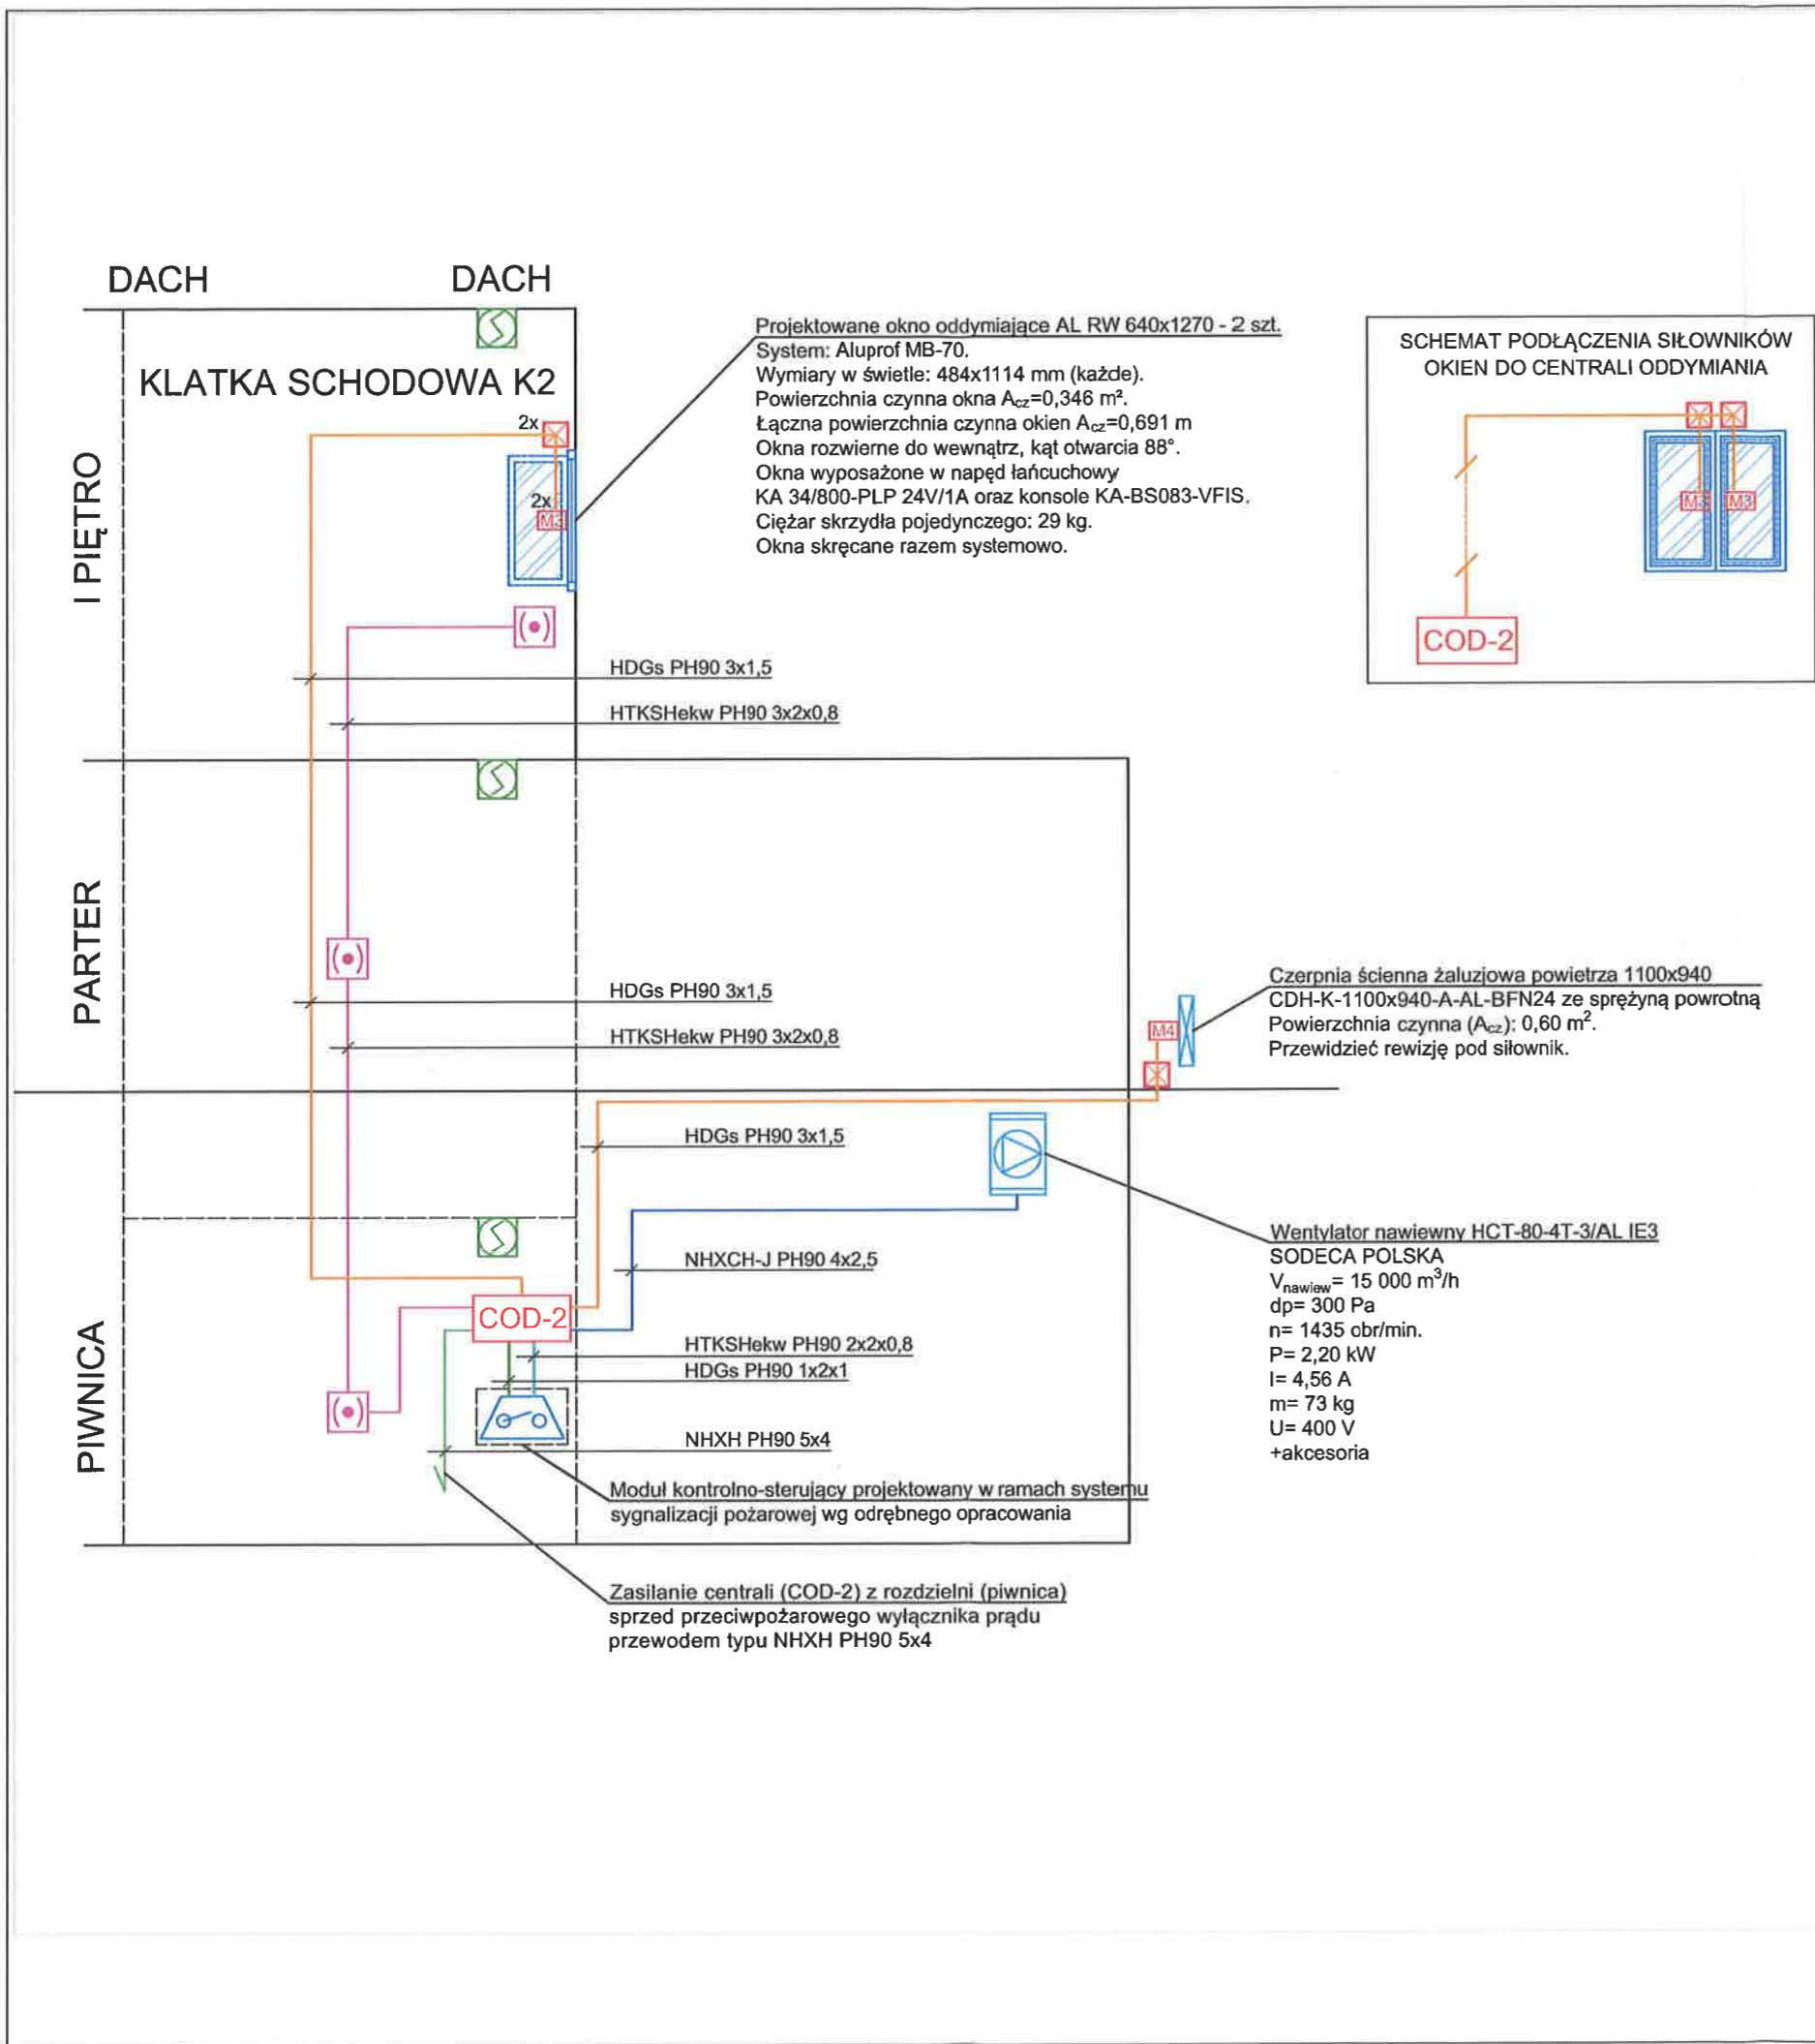 DACH
DACH
KLATKA SCHODOWA K2
I PIĘTRO
2x
2x
M3
Projektowane okno oddymiające AL RW 640x1270 - 2 szt.
System: Aluprof MB-70.
Wymiary w świetle: 484x1114 mm (każde).
Powierzchnia czynna okna Acz=0,346 m².
Łączna powierzchnia czynna okien Acz=0,691 m
Okna rozwierne do wewnątrz, kąt otwarcia 88°.
Okna wyposażone w napęd łańcuchowy
KA 34/800-PLP 24V/1A oraz konsole KA-BS083-VFIS.
Ciężar skrzydła pojedynczego: 29 kg.
Okna skręcane razem systemowo.
SCHEMAT PODŁĄCZENIA SIŁOWNIKÓW
OKIEN DO CENTRALI ODDYMIANIA
M3
M3
COD-2
HDGs PH90 3x1,5
HTKSHekw PH90 3x2x0,8
PARTER
HDGs PH90 3x1,5
HTKSHekw PH90 3x2x0,8
M4
Czerpnia ścienna żaluzjowa powietrza 1100x940
CDH-K-1100x940-A-AL-BFN24 ze sprężyną powrotną
Powierzchnia czynna (Acz): 0,60 m².
Przewidzieć rewizję pod siłownik.
PIWNICA
HDGs PH90 3x1,5
NHXCH-J PH90 4x2,5
COD-2
HTKSHekw PH90 2x2x0,8
HDGs PH90 1x2x1
NHXH PH90 5x4
Wentylator nawiewny HCT-80-4T-3/AL IE3
SODECA POLSKA
Vnawiew= 15 000 m³/h
dp= 300 Pa
n= 1435 obr/min.
P= 2,20 kW
I= 4,56 A
m= 73 kg
U= 400 V
+akcesoria
Moduł kontrolno-sterujący projektowany w ramach systemu
sygnalizacji pożarowej wg odrębnego opracowania
Zasilanie centrali (COD-2) z rozdzielni (piwnica)
sprzed przeciwpożarowego wyłącznika prądu
przewodem typu NHXH PH90 5x4